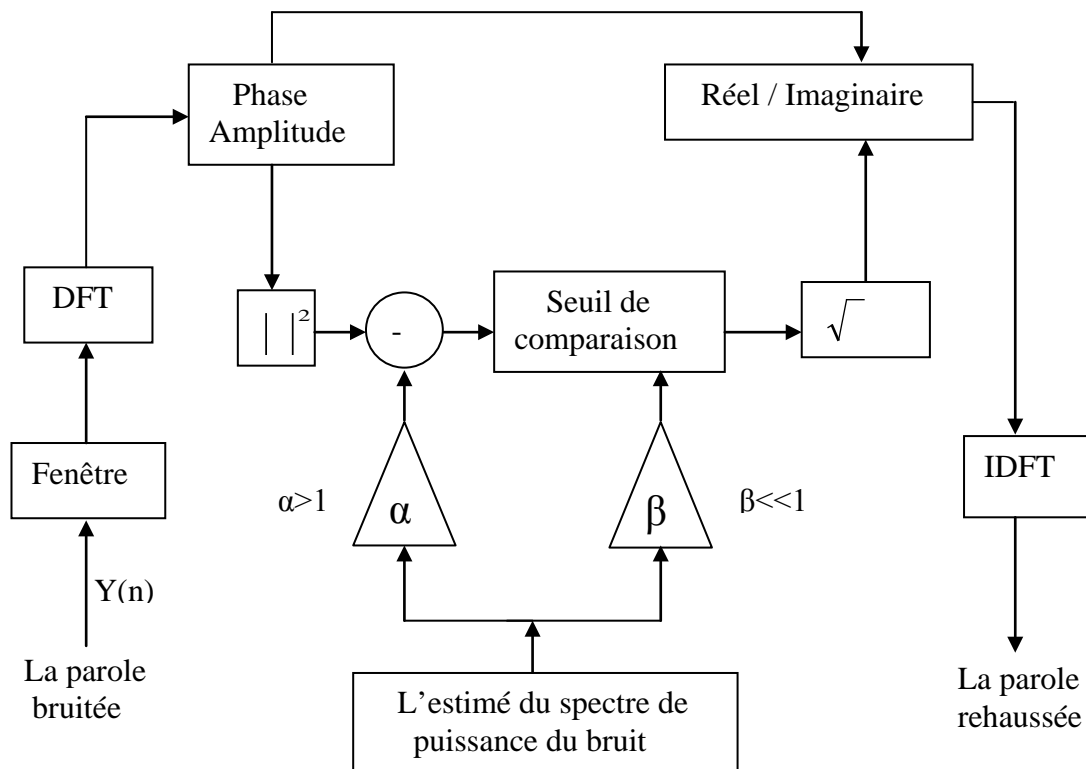 Phase
Amplitude
Réel / Imaginaire
DFT
| |²
-
Seuil de
comparaison
√
Fenêtre
α>1
α
β
β<<1
IDFT
Y(n)
La parole
bruitée
L'estimé du spectre de
puissance du bruit
La parole
rehaussée